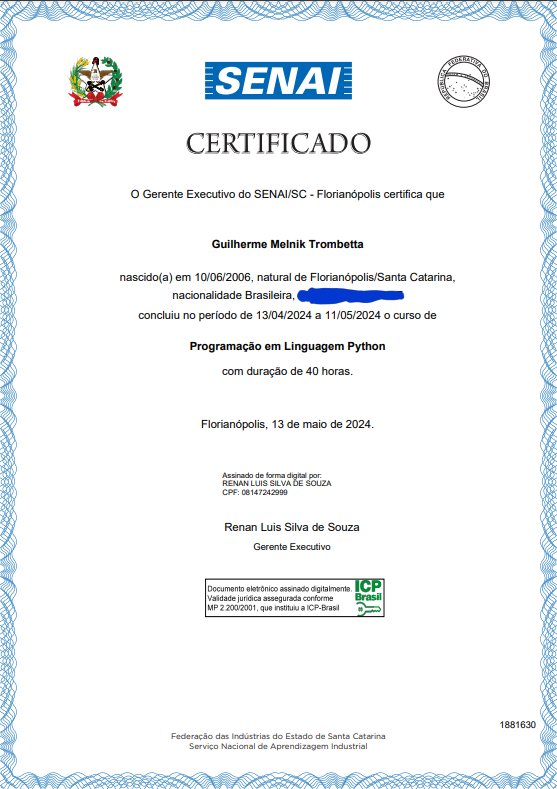 SENAI
REPÚBLICA FEDERATIVA DO BRASIL
CERTIFICADO
O Gerente Executivo do SENAI/SC - Florianópolis certifica que
Guilherme Melnik Trombetta
nascido(a) em 10/06/2006, natural de Florianópolis/Santa Catarina,
nacionalidade Brasileira,
concluiu no período de 13/04/2024 a 11/05/2024 o curso de
Programação em Linguagem Python
com duração de 40 horas.
Florianópolis, 13 de maio de 2024.
Assinado de forma digital por:
RENAN LUIS SILVA DE SOUZA
CPF: 08147242999
Renan Luis Silva de Souza
Gerente Executivo
Documento eletrônico assinado digitalmente.
Validade jurídica assegurada conforme
MP 2.200/2001, que instituiu a ICP-Brasil
ICP
Brasil
1881630
Federação das Indústrias do Estado de Santa Catarina
Serviço Nacional de Aprendizagem Industrial